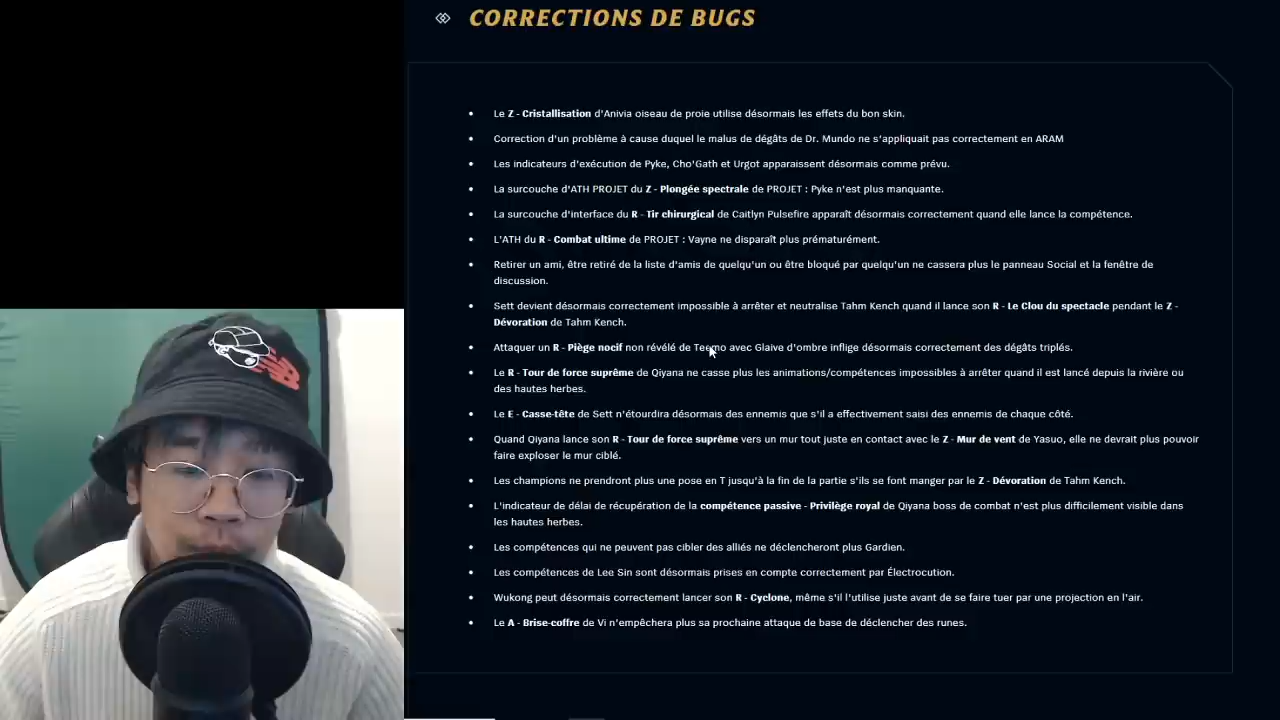 CORRECTIONS DE BUGS
Le Z - Cristallisation d'Anivia oiseau de proie utilise désormais les effets du bon skin.
Correction d'un problème à cause duquel le malus de dégâts de Dr. Mundo ne s'appliquait pas correctement en ARAM
Les indicateurs d'exécution de Pyke, Cho'Gath et Urgot apparaissent désormais comme prévu.
La surcouche d'ATH PROJET du Z - Plongée spectrale de PROJET : Pyke n'est plus manquante.
La surcouche d'interface du R - Tir chirurgical de Caitlyn Pulsefire apparaît désormais correctement quand elle lance la compétence.
L'ATH du R - Combat ultime de PROJET : Vayne ne disparaît plus prématurément.
Retirer un ami, être retiré de la liste d'amis de quelqu'un ou être bloqué par quelqu'un ne cassera plus le panneau Social et la fenêtre de
discussion.
Sett devient désormais correctement impossible à arrêter et neutralise Tahm Kench quand il lance son R - Le Clou du spectacle pendant le Z -
Dévoration de Tahm Kench.
Attaquer un R - Piège nocif non révélé de Teemo avec Glaive d'ombre inflige désormais correctement des dégâts triplés.
Le R - Tour de force suprême de Qiyana ne casse plus les animations/compétences impossibles à arrêter quand il est lancé depuis la rivière ou
des hautes herbes.
Le E - Casse-tête de Sett n'étourdira désormais des ennemis que s'il a effectivement saisi des ennemis de chaque côté.
Quand Qiyana lance son R - Tour de force suprême vers un mur tout juste en contact avec le Z - Mur de vent de Yasuo, elle ne devrait plus pouvoir
faire exploser le mur ciblé.
Les champions ne prendront plus une pose en T jusqu'à la fin de la partie s'ils se font manger par le Z - Dévoration de Tahm Kench.
L'indicateur de délai de récupération de la compétence passive - Privilège royal de Qiyana boss de combat n'est plus difficilement visible dans
les hautes herbes.
Les compétences qui ne peuvent pas cibler des alliés ne déclencheront plus Gardien.
Les compétences de Lee Sin sont désormais prises en compte correctement par Électrocution.
Wukong peut désormais correctement lancer son R - Cyclone, même s'il l'utilise juste avant de se faire tuer par une projection en l'air.
Le A - Brise-coffre de Vi n'empêchera plus sa prochaine attaque de base de déclencher des runes.